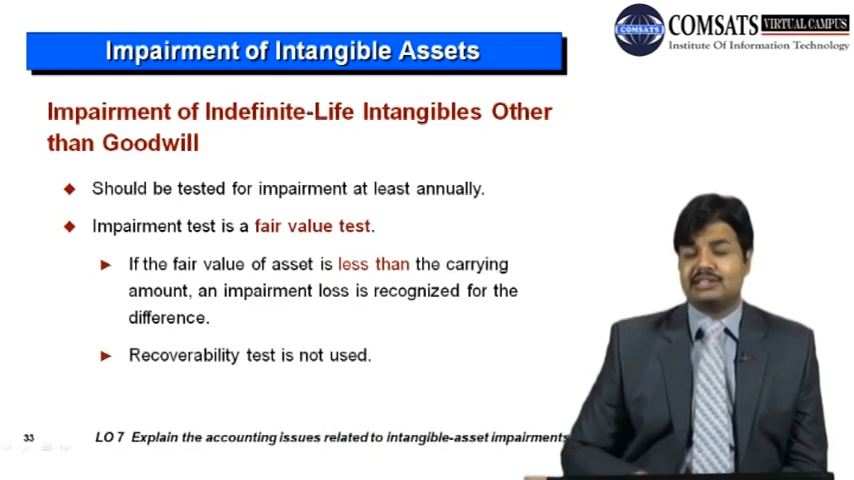 Impairment of Intangible Assets
COMSATS VIRTUAL CAMPUS
Institute Of Information Technology
COMSATS
Impairment of Indefinite-Life Intangibles Other
than Goodwill
Should be tested for impairment at least annually.
Impairment test is a fair value test.
If the fair value of asset is less than the carrying
amount, an impairment loss is recognized for the
difference.
Recoverability test is not used.
33
LO 7 Explain the accounting issues related to intangible-asset impairments